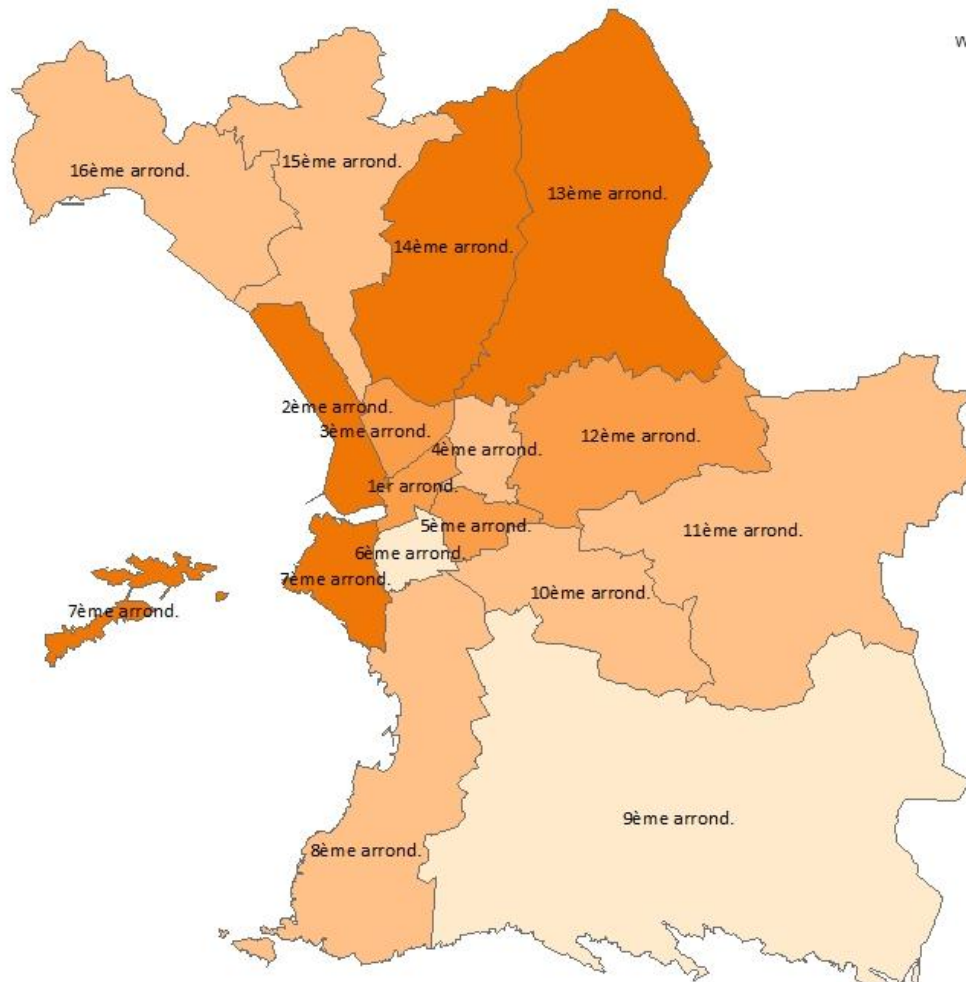 W
15ème arrond.
16ème arrond.
13ème arrond.
14ème arrond.
2ème arrond.
3ème arrond.
12ème arrond.
4ème arrond.
1er arrond.
5ème arrond.
11ème arrond.
6ème arrond.
7ème arrond.
10ème arrond.
7ème arrond.
9ème arrond.
8ème arrond.